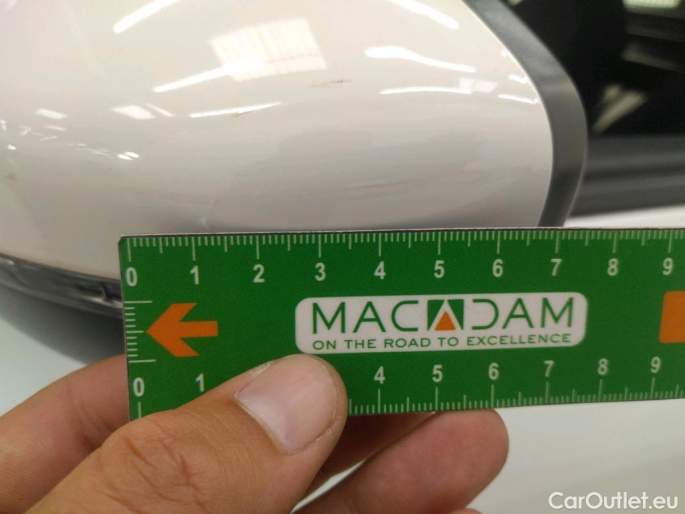 0 1 2 3 4 5 6 7 8 9
MACADAM
ON THE ROAD TO EXCELLENCE
0 1 4 5 6 7 8 9
CarOutlet.eu